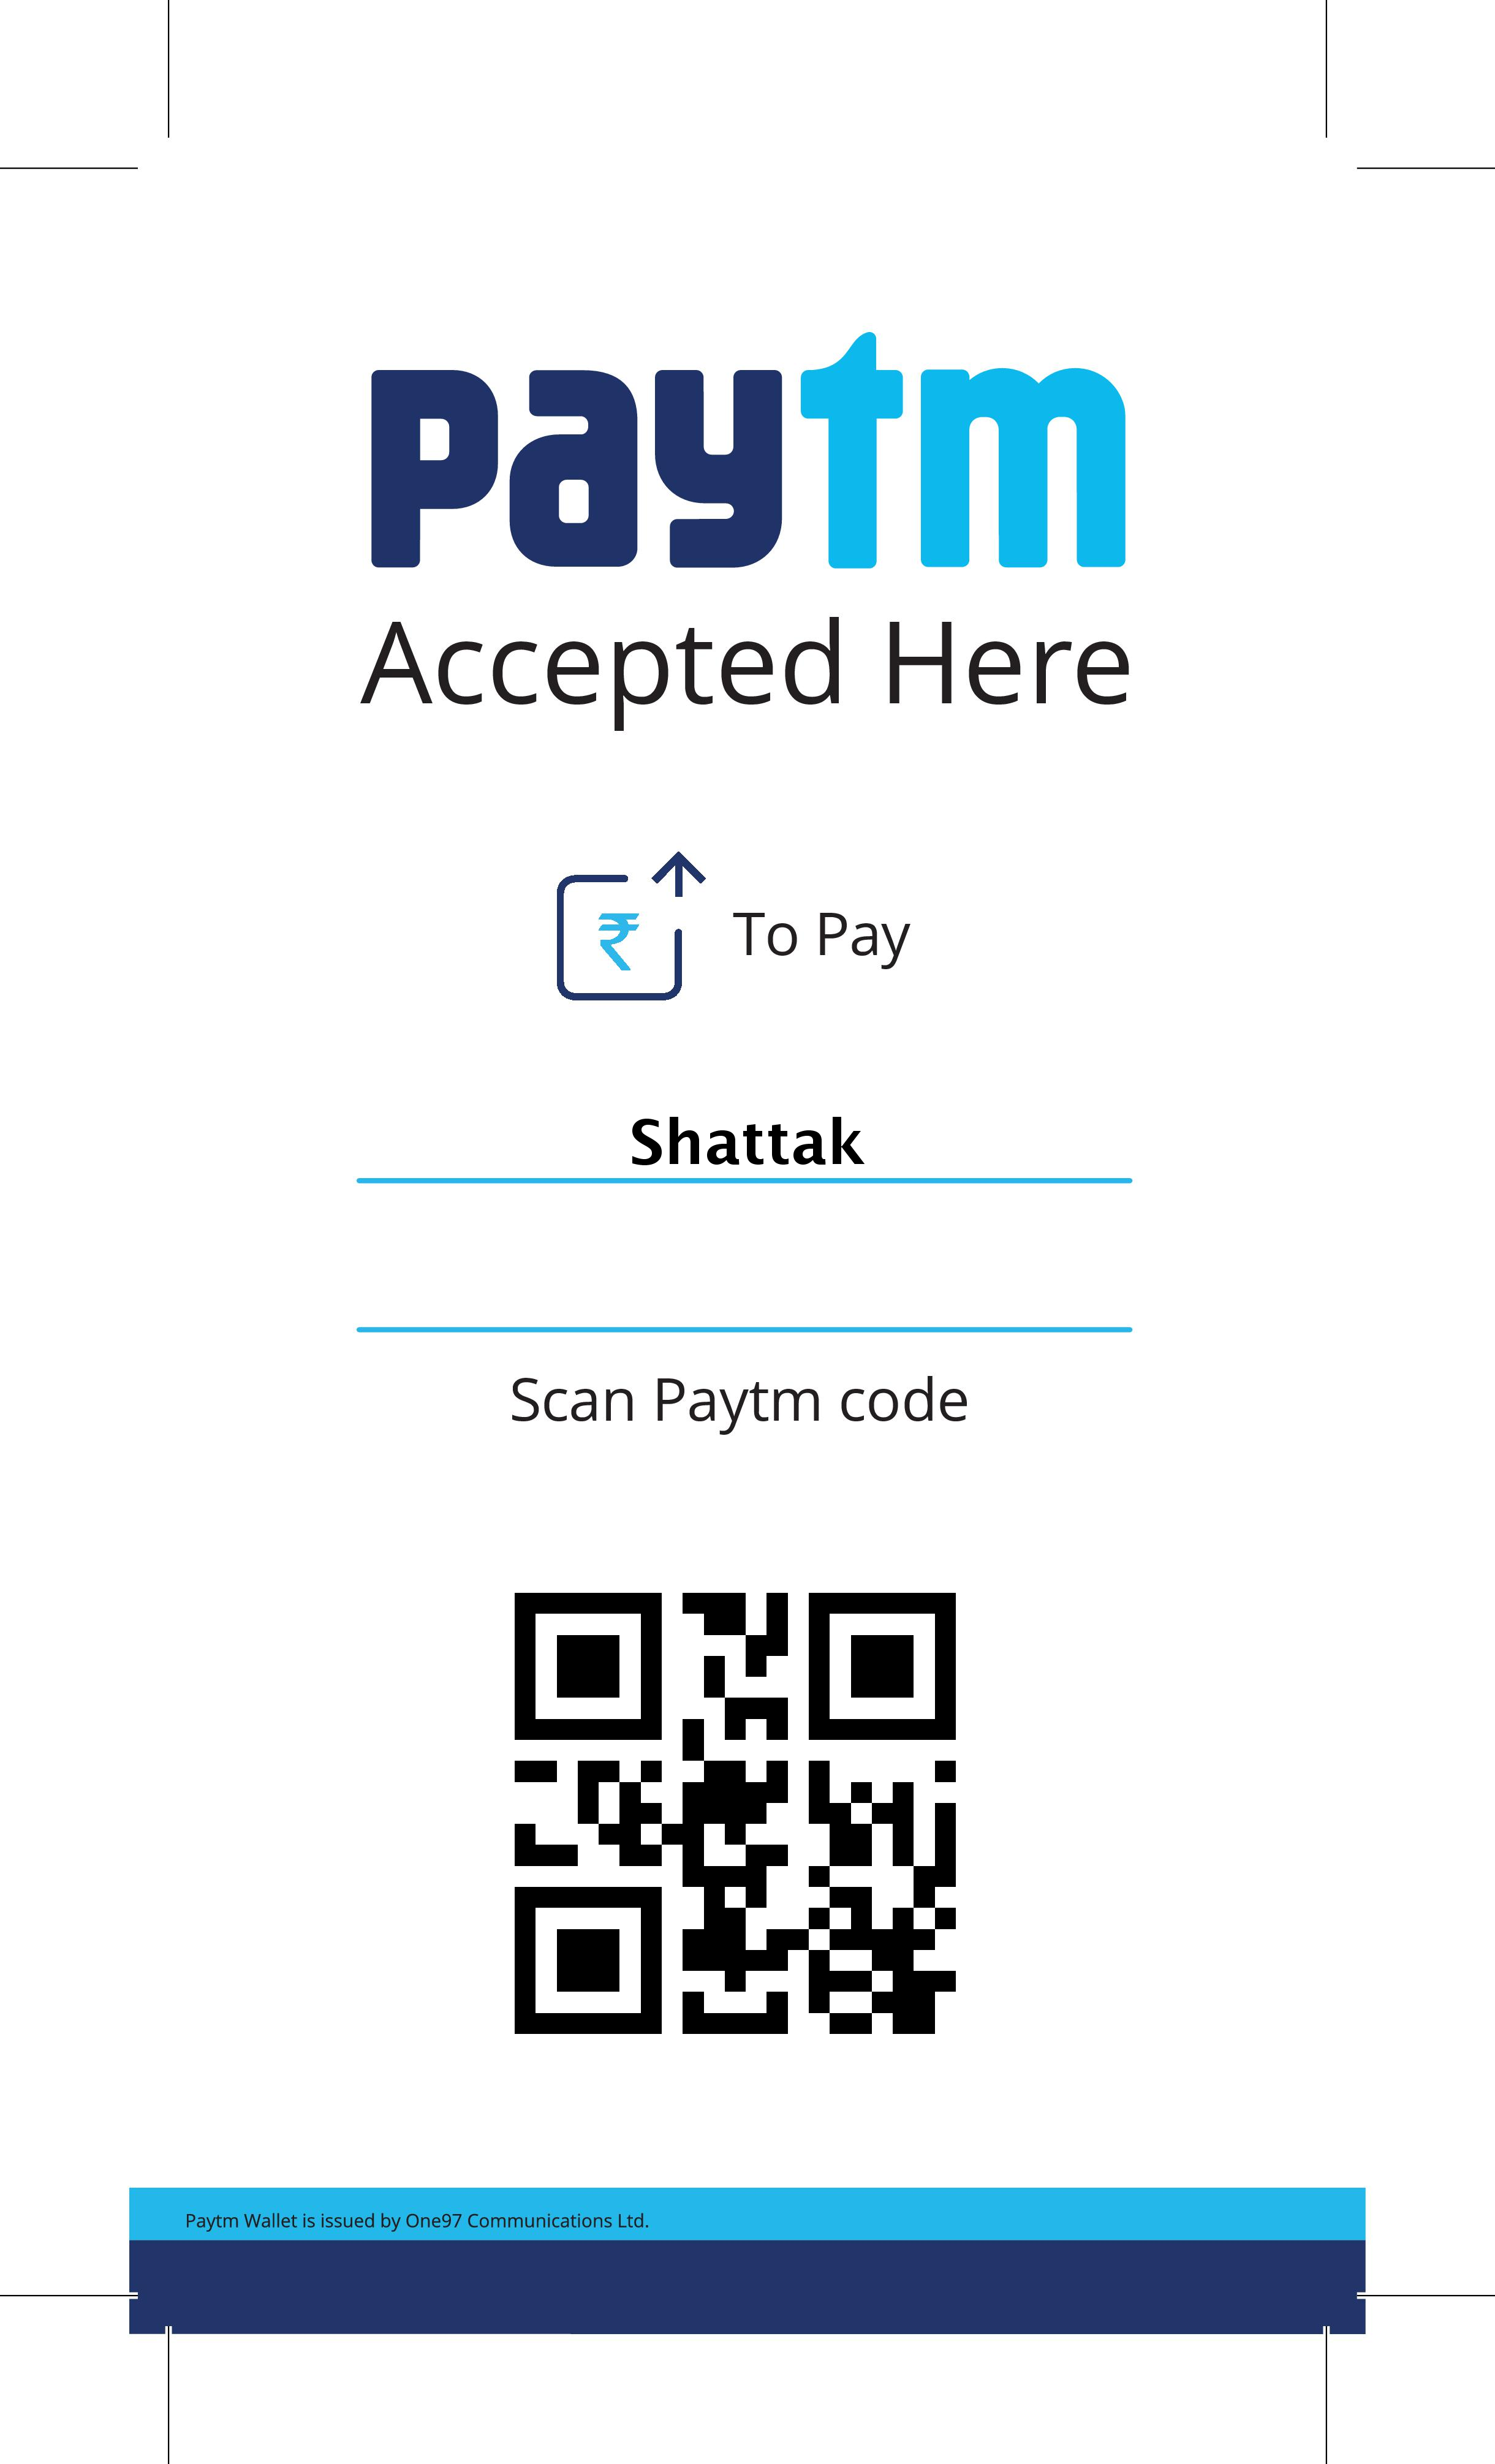 paytm
Accepted Here
₹ To Pay
Shattak
Scan Paytm code
Paytm Wallet is issued by One97 Communications Ltd.